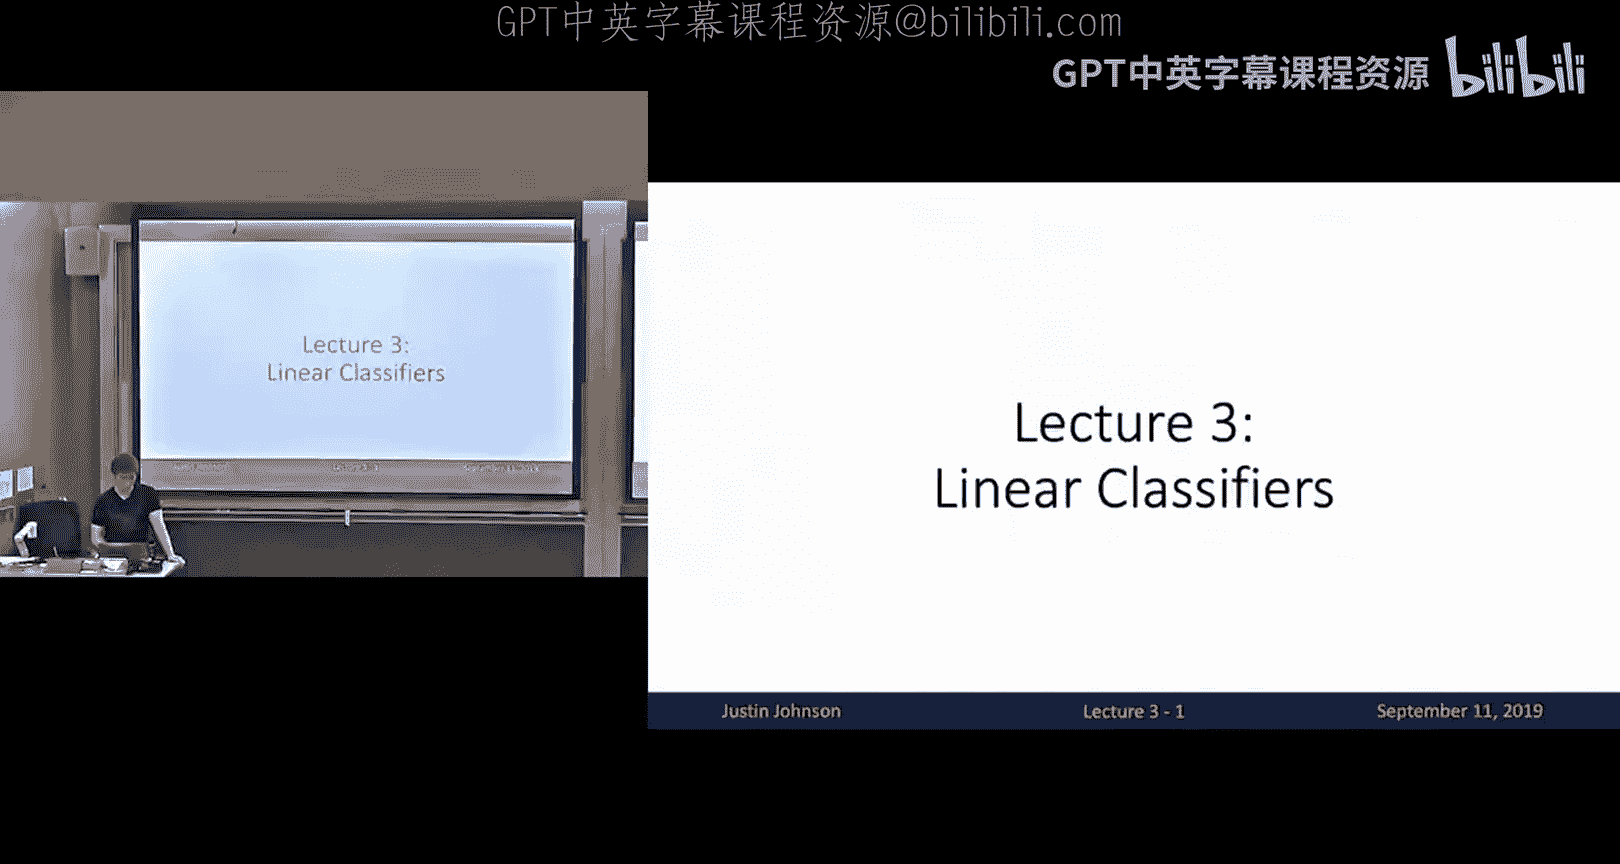 GPT中英字幕课程资源@bilibili.com
GPT中英字幕课程资源 bilibili
Lecture 3:
Linear Classifiers
Lecture 3:
Linear Classifiers
Justin Johnson
Lecture 3 - 1
September 11, 2019